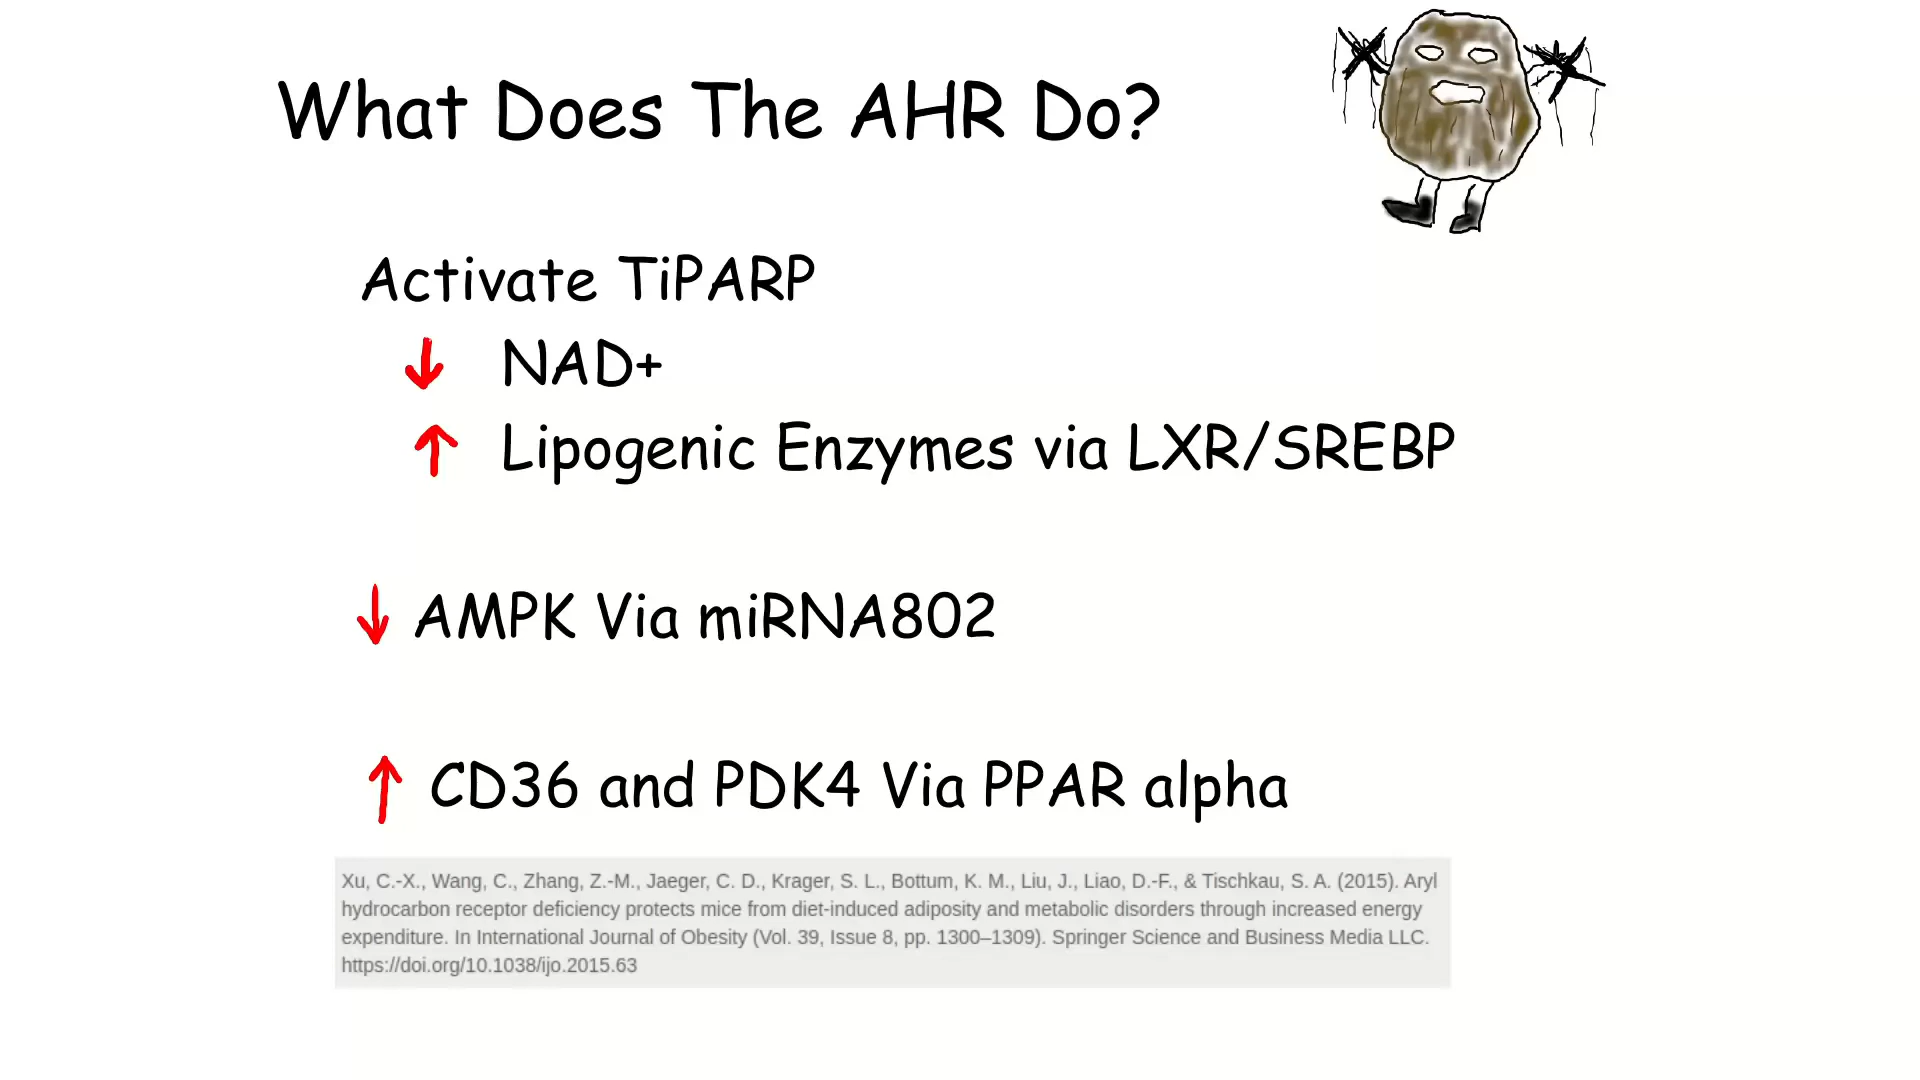 What Does The AHR Do?
Activate TiPARP
↓ NAD+
↑ Lipogenic Enzymes via LXR/SREBP
↓ AMPK Via miRNA802
↑ CD36 and PDK4 Via PPAR alpha
Xu, C.-X., Wang, C., Zhang, Z.-M., Jaeger, C. D., Krager, S. L., Bottum, K. M., Liu, J., Liao, D.-F., & Tischkau, S. A. (2015). Aryl
hydrocarbon receptor deficiency protects mice from diet-induced adiposity and metabolic disorders through increased energy
expenditure. In International Journal of Obesity (Vol. 39, Issue 8, pp. 1300–1309). Springer Science and Business Media LLC.
https://doi.org/10.1038/ijo.2015.63